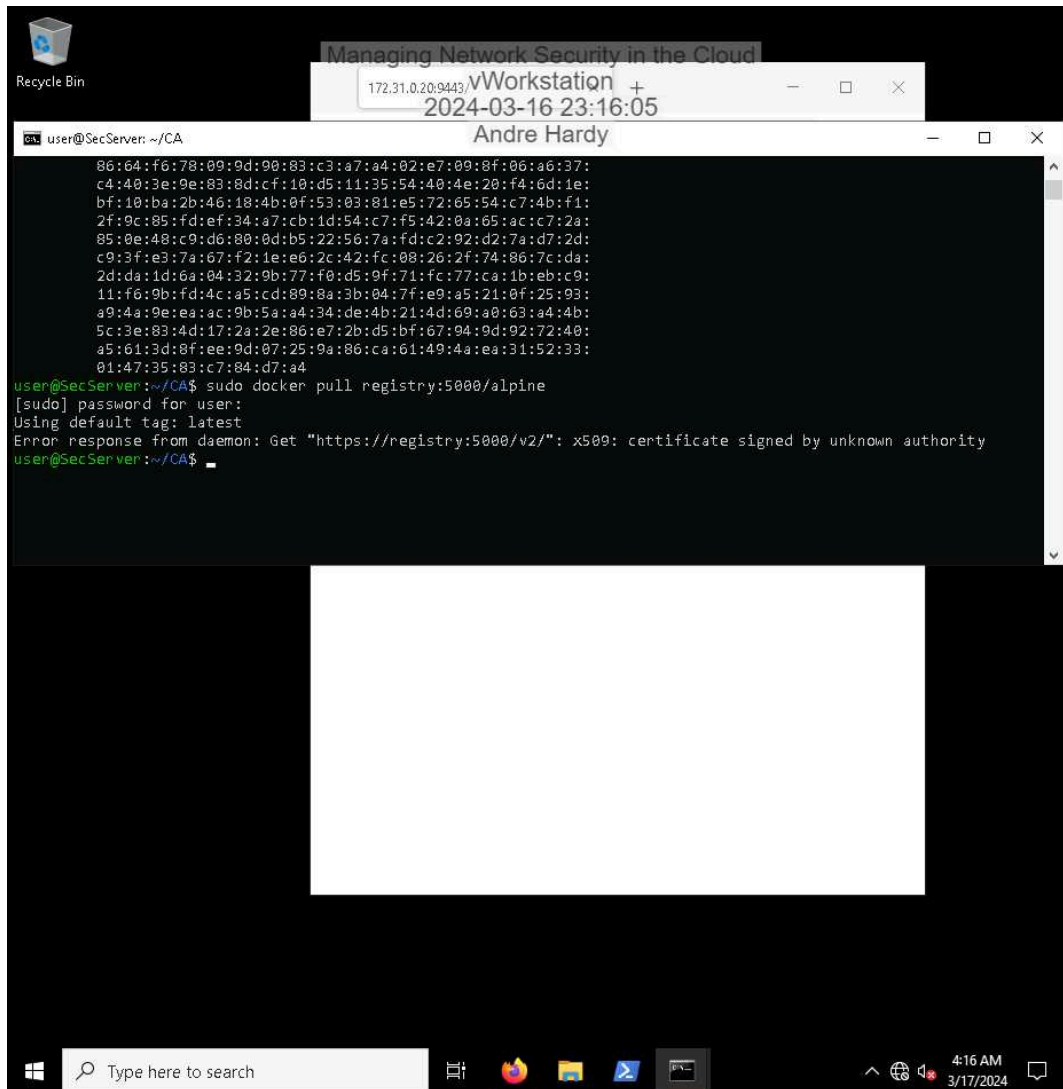 Recycle Bin
Managing Network Security in the Cloud
172.31.0.20:9443/
vWorkstation
2024-03-16 23:16:05
Andre Hardy
user@SecServer: ~/CA
86:64:f6:78:09:9d:90:83:c3:a7:a4:02:e7:09:8f:06:a6:37:
c4:40:3e:9e:83:8d:cf:10:d5:11:35:54:40:4e:20:f4:6d:1e:
bf:10:ba:2b:46:18:4b:0f:53:03:81:e5:72:65:54:c7:4b:f1:
2f:9c:85:fd:ef:34:a7:cb:1d:54:c7:f5:42:0a:65:ac:c7:2a:
85:0e:48:c9:d6:80:0d:b5:22:56:7a:fd:c2:92:d2:7a:d7:2d:
c9:3f:e3:7a:67:f2:1e:e6:2c:42:fc:08:26:2f:74:86:7c:da:
2d:da:1d:6a:04:32:9b:77:f0:d5:9f:71:fc:77:ca:1b:eb:c9:
11:f6:9b:fd:4c:a5:cd:89:8a:3b:04:7f:e9:a5:21:0f:25:93:
a9:4a:9e:ea:ac:9b:5a:a4:34:de:4b:21:4d:69:a0:63:a4:4b:
5c:3e:83:4d:17:2a:2e:86:e7:2b:d5:bf:67:94:9d:92:72:40:
a5:61:3d:8f:ee:9d:07:25:9a:86:ca:61:49:4a:ea:31:52:33:
01:47:35:83:c7:84:d7:a4
user@SecServer:~/CA$ sudo docker pull registry:5000/alpine
[sudo] password for user:
Using default tag: latest
Error response from daemon: Get "https://registry:5000/v2/": x509: certificate signed by unknown authority
user@SecServer:~/CA$
Type here to search
4:16 AM
3/17/2024